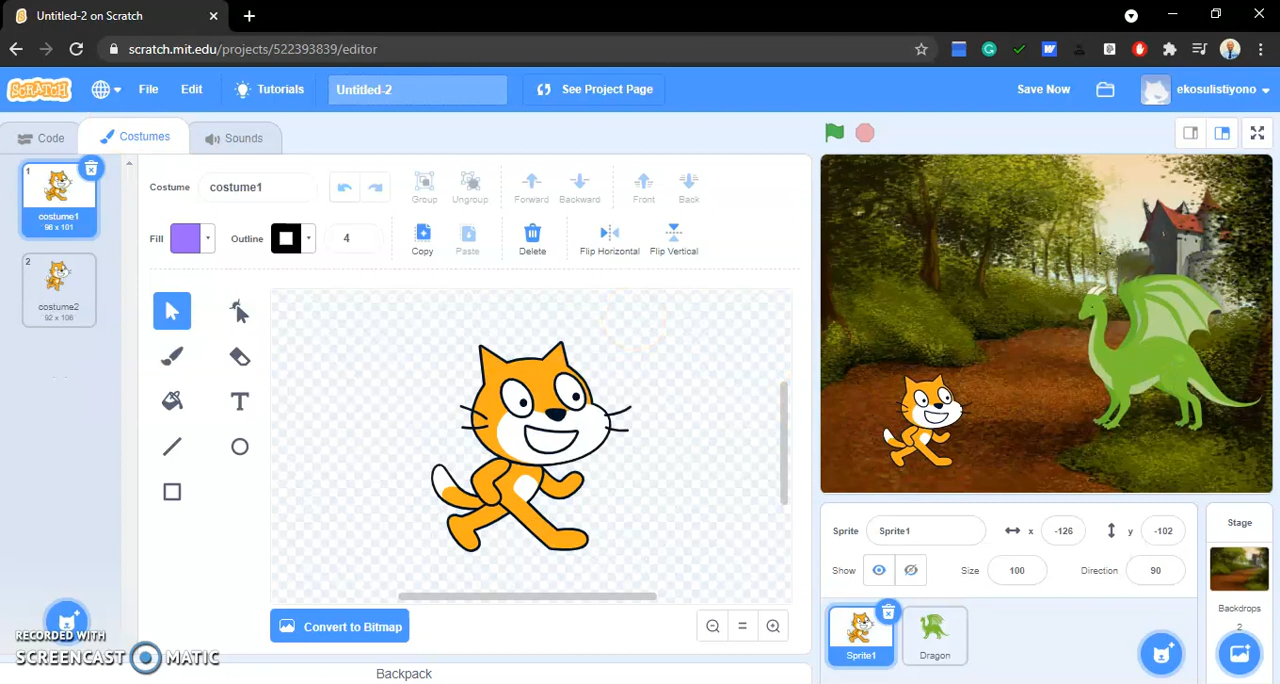 Untitled-2 on Scratch
scratch.mit.edu/projects/522393839/editor
SCRATCH
File
Edit
Tutorials
Untitled-2
See Project Page
Save Now
ekosulistiyono
Code
Costumes
Sounds
1
costume1
96 x 101
2
costume2
92 x 106
Costume
costume1
Group
Ungroup
Forward
Backward
Front
Back
Fill
Outline
4
Copy
Paste
Delete
Flip Horizontal
Flip Vertical
T
Convert to Bitmap
Backpack
Sprite
Sprite1
x
-126
y
-102
Show
Size
100
Direction
90
Sprite1
Dragon
Stage
Backdrops
2
RECORDED WITH
SCREENCAST MATIC